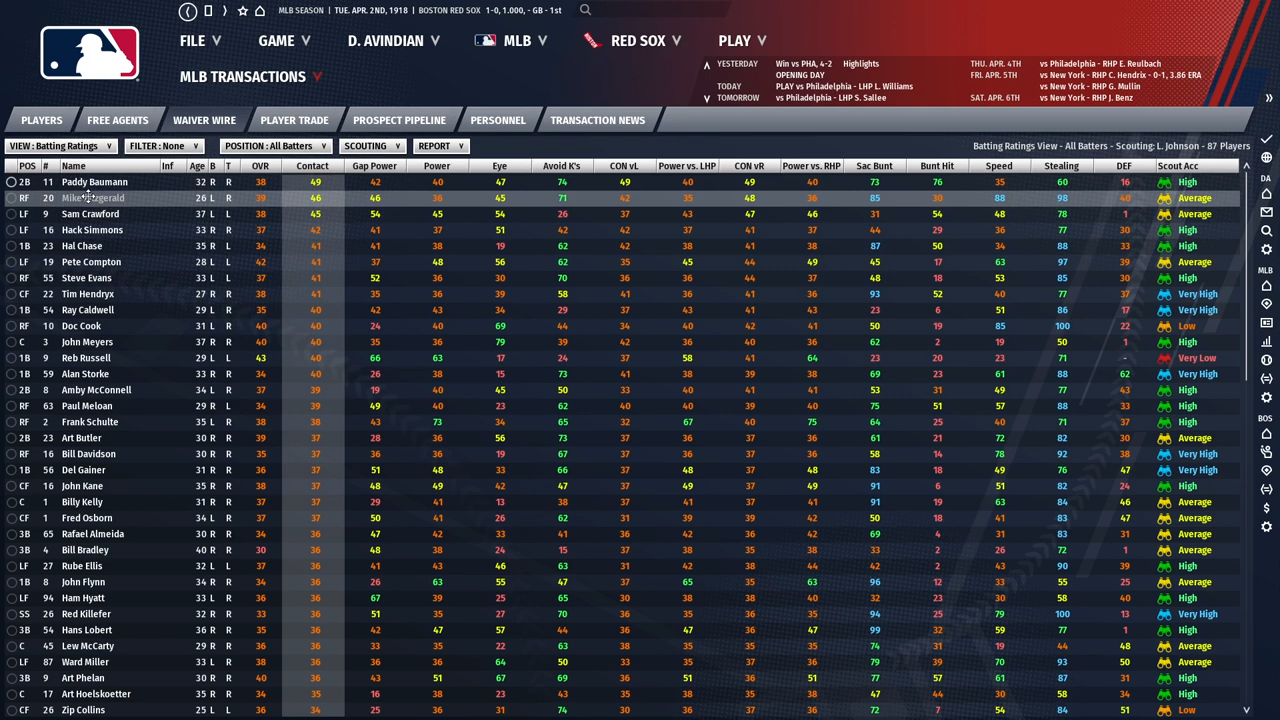 MLB SEASON | TUE. APR. 2ND, 1918 | BOSTON RED SOX 1-0, 1.000, - GB - 1st
FILE GAME D. AVINDIAN MLB RED SOX PLAY
MLB TRANSACTIONS
YESTERDAY Win vs PHA, 4-2 Highlights THU. APR. 4TH vs Philadelphia - RHP E. Reulbach
OPENING DAY FRI. APR. 5TH vs New York - RHP C. Hendrix - 0-1, 3.86 ERA
TODAY PLAY vs Philadelphia - LHP L. Williams vs New York - RHP G. Mullin
TOMORROW vs Philadelphia - LHP S. Sallee SAT. APR. 6TH vs New York - RHP J. Benz
PLAYERS FREE AGENTS WAIVER WIRE PLAYER TRADE PROSPECT PIPELINE PERSONNEL TRANSACTION NEWS
VIEW : Batting Ratings FILTER : None POSITION : All Batters SCOUTING REPORT Batting Ratings View - All Batters - Scouting: L. Johnson - 87 Players
POS # Name Inf Age B T OVR Contact Gap Power Power Eye Avoid K's CON vL Power vs. LHP CON vR Power vs. RHP Sac Bunt Bunt Hit Speed Stealing DEF Scout Acc
2B 11 Paddy Baumann 32 R R 38 49 42 40 47 74 49 40 49 40 73 76 35 60 16 High
RF 20 26 L R 39 46 46 36 45 71 42 35 48 36 85 30 88 98 40 Average
LF 9 Sam Crawford 37 L L 38 45 54 45 54 26 37 43 47 46 31 54 48 78 1 Average
LF 16 Hack Simmons 33 R R 37 42 41 37 51 42 42 37 41 37 44 29 36 77 30 High
1B 23 Hal Chase 35 R L 34 41 41 38 19 62 42 38 41 37 87 50 34 88 33 High
LF 19 Pete Compton 28 L L 42 41 37 48 56 62 38 45 44 49 45 17 63 97 39 Average
RF 55 Steve Evans 33 L L 37 41 52 36 30 70 36 36 42 37 48 18 53 85 30 High
CF 22 Tim Hendryx 27 R R 38 41 35 36 39 58 41 36 41 36 93 52 40 77 37 Very High
1B 54 Ray Caldwell 29 L R 35 40 42 43 34 29 37 43 41 43 23 6 51 86 17 Very High
RF 10 Doc Cook 31 L R 40 40 24 40 69 44 34 40 42 41 50 19 85 100 22 Low
C 3 John Meyers 37 R R 40 40 35 36 79 39 41 36 40 36 62 2 19 50 1 High
1B 9 Reb Russell 29 L L 43 40 66 63 17 24 37 58 41 64 23 20 23 71 - Very Low
1B 59 Alan Storke 33 R R 34 40 26 38 15 73 41 38 39 38 69 23 61 88 62 Very High
2B 8 Amby McConnell 34 L R 37 39 19 40 45 50 33 40 41 41 53 31 49 77 43 High
RF 63 Paul Meloan 29 R L 34 39 49 40 23 62 40 40 39 40 75 51 57 88 33 High
RF 2 Frank Schulte 35 L R 38 38 43 73 34 65 32 67 40 75 64 25 40 71 37 High
2B 23 Art Butler 30 R R 39 37 28 36 56 73 37 36 37 36 61 21 72 82 30 Average
RF 16 Bill Davidson 30 R R 35 37 36 36 19 67 37 36 37 36 58 14 78 92 38 Very High
1B 56 Del Gainer 31 R R 36 37 51 48 33 66 37 48 37 48 83 18 49 76 47 Very High
CF 16 John Kane 35 R R 37 37 48 49 42 47 37 49 37 49 91 6 51 82 24 High
C 1 Billy Kelly 31 R R 37 37 29 41 13 38 37 41 37 41 91 19 63 84 46 Average
CF 1 Fred Osborn 34 L R 37 37 50 41 26 62 31 39 39 42 50 18 41 83 47 Average
3B 65 Rafael Almeida 30 R R 34 36 47 42 33 41 36 42 36 42 69 4 31 83 31 Average
3B 4 Bill Bradley 40 R R 30 36 48 38 24 15 37 38 35 38 33 2 26 72 1 Average
LF 27 Rube Ellis 32 L L 37 36 41 43 46 63 31 42 38 44 42 2 43 90 39 High
1B 8 John Flynn 34 R R 34 36 26 63 55 47 37 65 35 63 96 12 33 55 25 Average
LF 94 Ham Hyatt 33 L R 34 36 67 39 25 65 31 36 38 40 32 23 30 58 40 High
SS 26 Red Killefer 32 R R 33 36 51 35 27 70 36 35 36 35 94 25 79 100 13 Very High
3B 54 Hans Lobert 36 R R 35 36 42 47 57 44 36 47 36 47 99 32 59 77 1 High
C 45 Lew McCarty 29 R R 36 36 33 35 22 63 38 35 35 35 74 31 19 44 48 Average
LF 87 Ward Miller 33 L R 38 36 36 36 64 50 33 35 37 36 79 39 70 93 50 Average
3B 9 Art Phelan 30 R R 40 36 43 51 67 69 36 51 36 51 77 57 61 87 31 High
C 17 Art Hoelskoetter 35 R R 34 35 16 38 23 43 35 38 35 38 47 44 30 58 34 High
CF 26 Zip Collins 25 L L 36 34 25 36 31 74 30 36 36 36 72 7 54 84 51 Low
DA
MLB
BOS